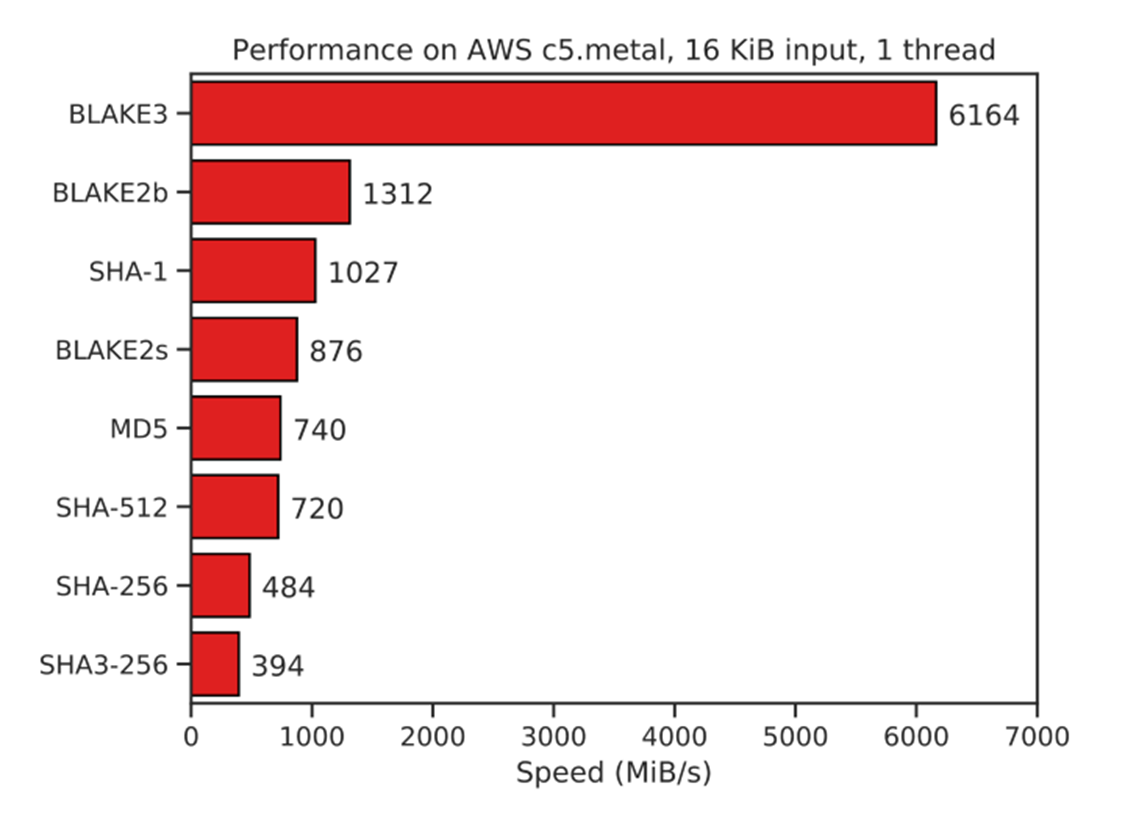 Performance on AWS c5.metal, 16 KiB input, 1 thread
BLAKE3 6164
BLAKE2b 1312
SHA-1 1027
BLAKE2s 876
MD5 740
SHA-512 720
SHA-256 484
SHA3-256 394
0 1000 2000 3000 4000 5000 6000 7000
Speed (MiB/s)